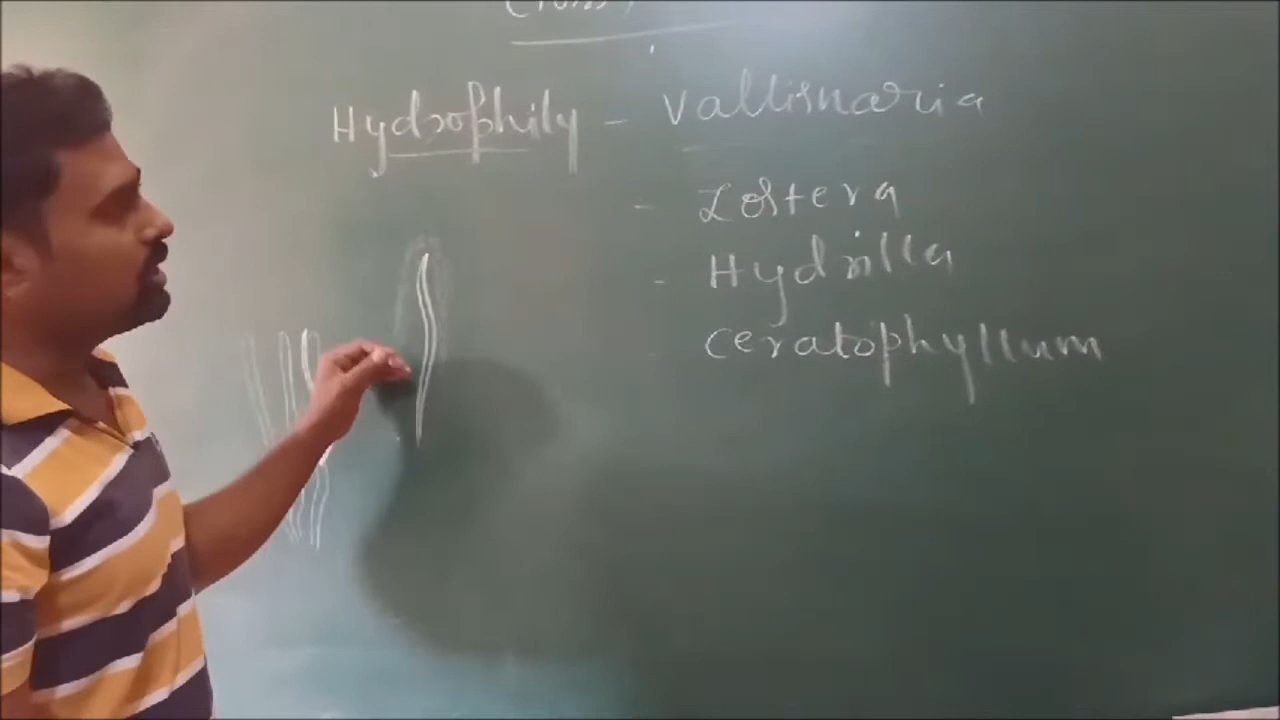 Hydrophily - Vallisnaria
- Zostera
- Hydrilla
- Ceratophyllum